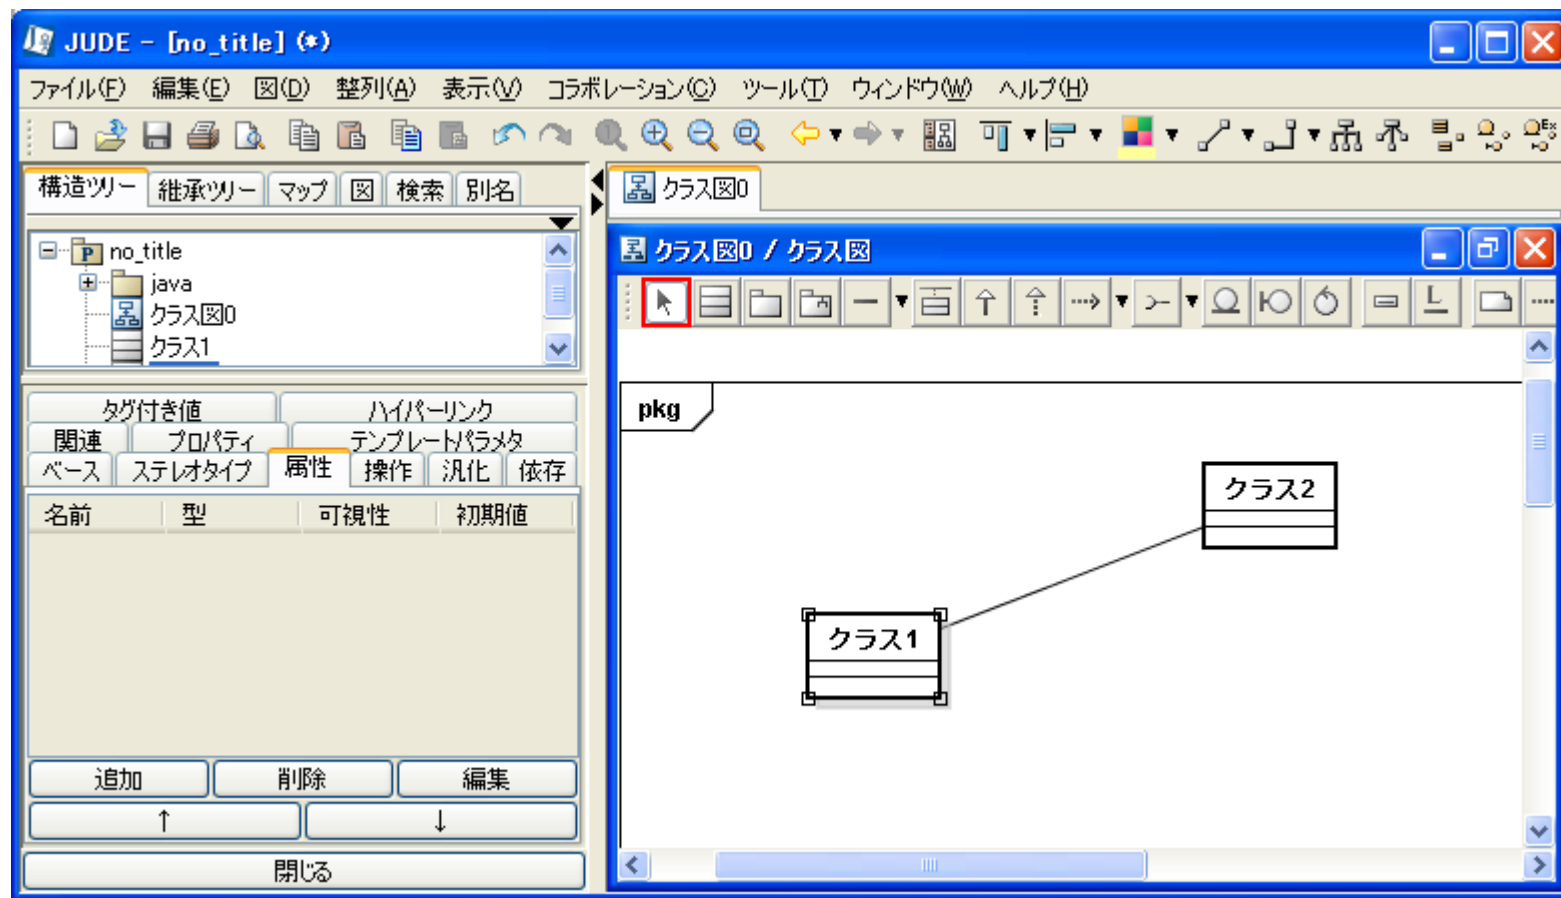 JUDE - [no_title] (*)
ファイル(F) 編集(E) 図(D) 整列(A) 表示(V) コラボレーション(C) ツール(T) ウィンドウ(W) ヘルプ(H)
構造ツリー 継承ツリー マップ 図 検索 別名
no_title
java
クラス図0
クラス1
タグ付き値 ハイパーリンク
関連 プロパティ テンプレートパラメタ
ベース ステレオタイプ 属性 操作 汎化 依存
名前 型 可視性 初期値
追加 削除 編集
↑ ↓
閉じる
クラス図0
クラス図0 / クラス図
pkg
クラス2
クラス1